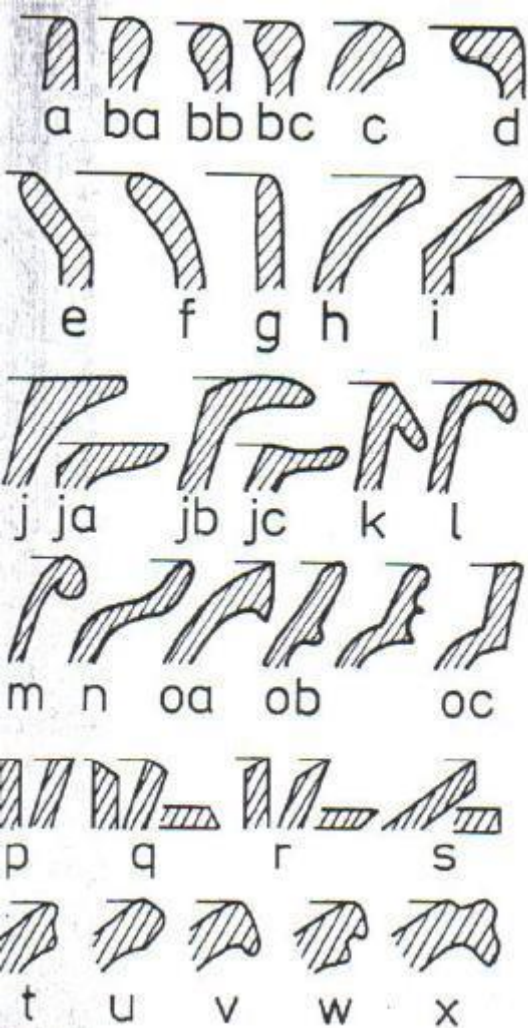 a ba bb bc c d
e f g h i
j ja jb jc k l
m n oa ob oc
p q r s
t u v w x